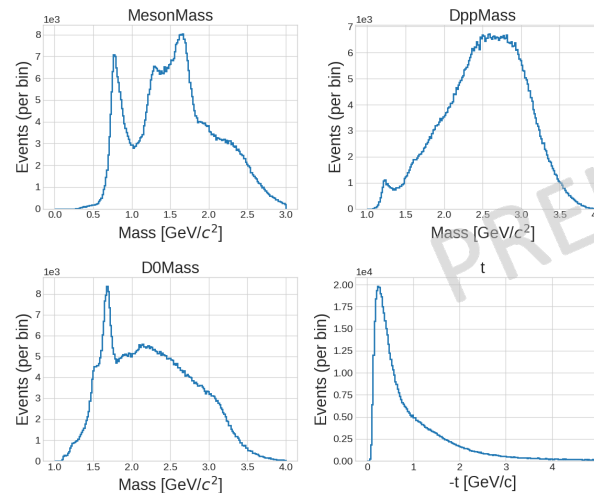 MesonMass
1e3
8
7
6
5
4
3
2
1
0
Events (per bin)
0.0 0.5 1.0 1.5 2.0 2.5 3.0
Mass [GeV/c²]
DppMass
1e3
7
6
5
4
3
2
1
0
Events (per bin)
1.0 1.5 2.0 2.5 3.0 3.5 4
Mass [GeV/c²]
D0Mass
1e3
8
7
6
5
4
3
2
1
0
Events (per bin)
1.0 1.5 2.0 2.5 3.0 3.5 4.0
Mass [GeV/c²]
t
1e4
2.00
1.75
1.50
1.25
1.00
0.75
0.50
0.25
0.00
Events (per bin)
0 1 2 3 4
-t [GeV/c]